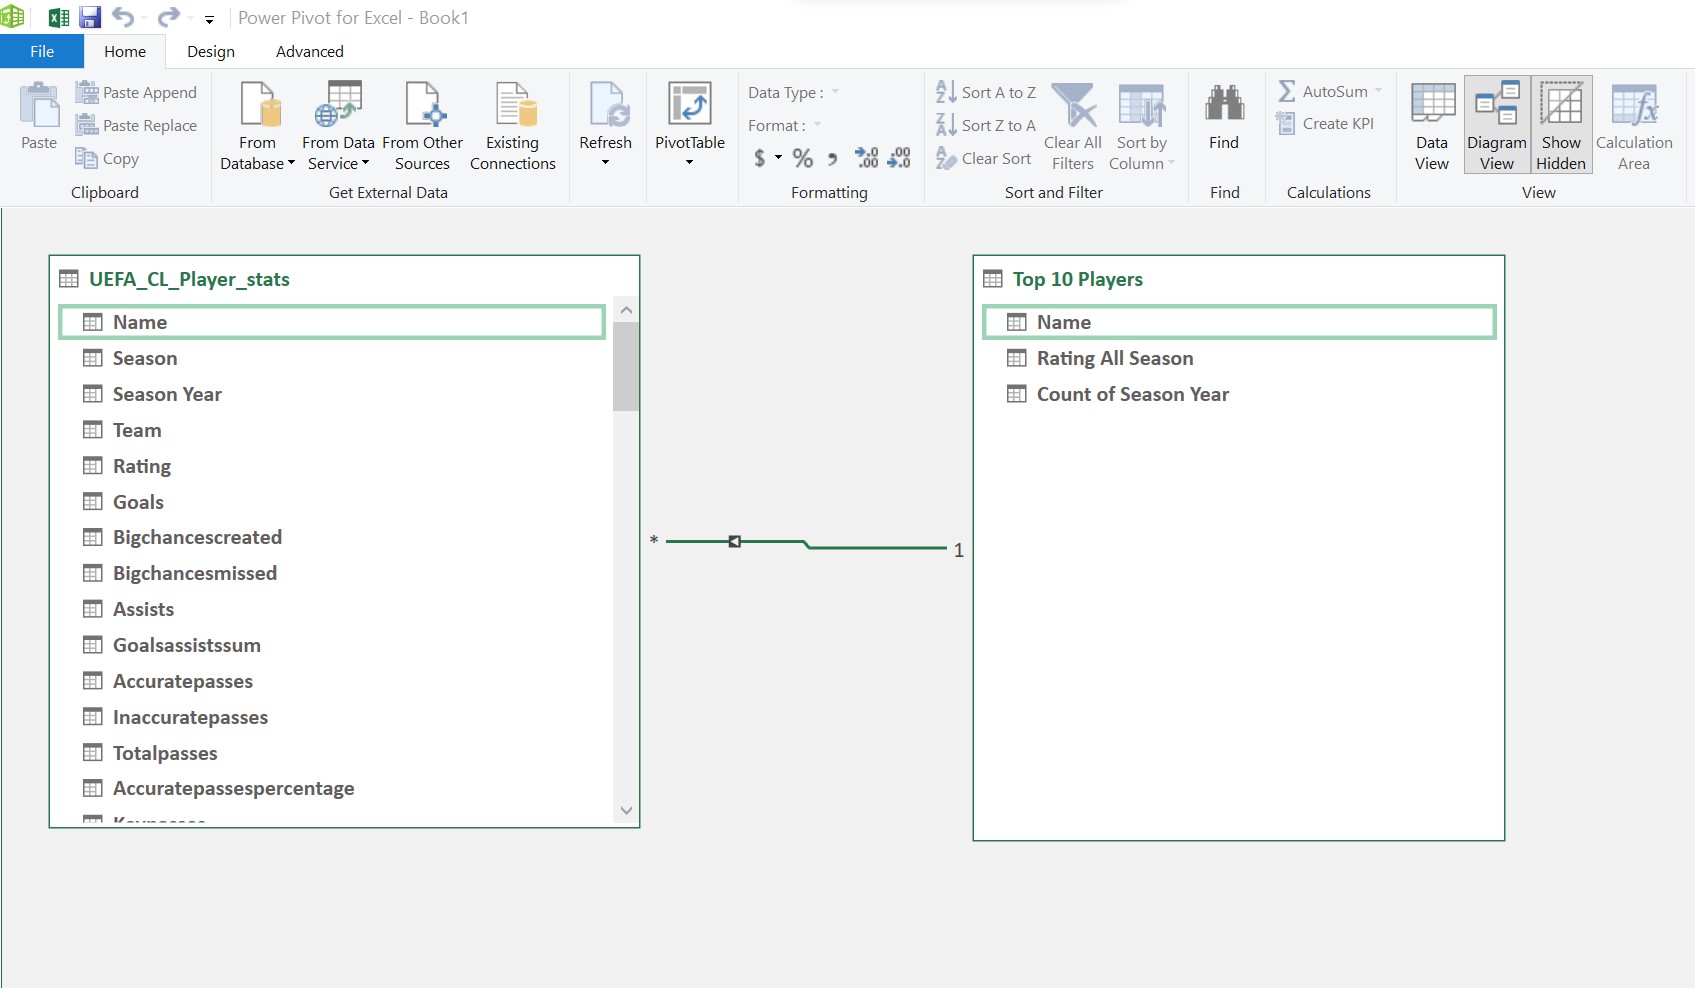 Power Pivot for Excel - Book1
File Home Design Advanced
Paste
Paste Append
Paste Replace
Copy
Clipboard
From Database
From Data Service
From Other Sources
Existing Connections
Get External Data
Refresh
PivotTable
Data Type :
Format :
$ % ,
.00 .00
.0
Formatting
Sort A to Z
Sort Z to A
Clear Sort
Clear All Filters
Sort by Column
Sort and Filter
Find
Find
AutoSum
Create KPI
Calculations
Data View
Diagram View
Show Hidden
Calculation Area
View
UEFA_CL_Player_stats
Name
Season
Season Year
Team
Rating
Goals
Bigchancescreated
Bigchancesmissed
Assists
Goalsassistssum
Accuratepasses
Inaccuratepasses
Totalpasses
Accuratepassespercentage
* 1
Top 10 Players
Name
Rating All Season
Count of Season Year